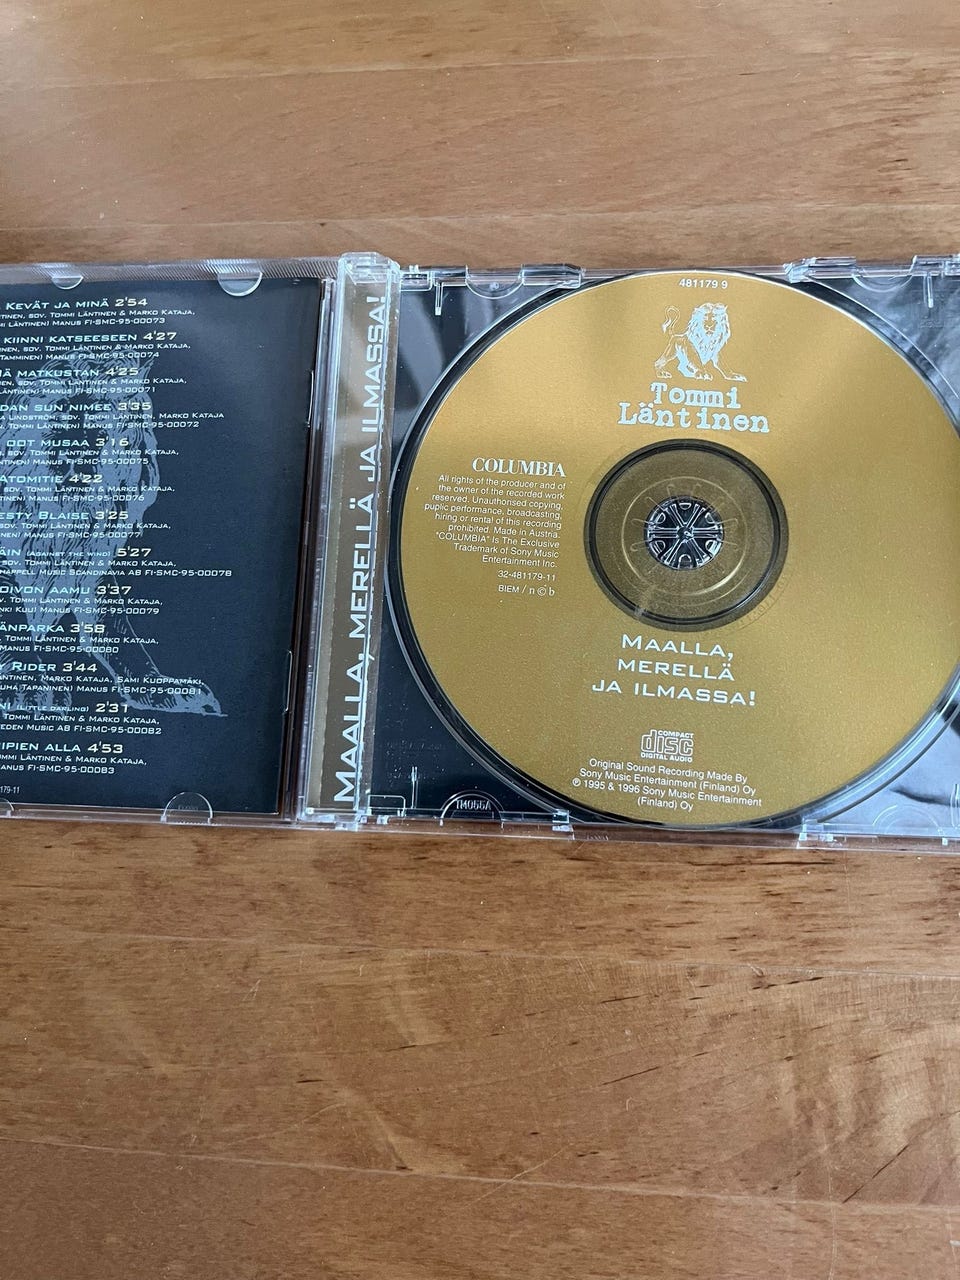 KEVÄT JA MINÄ 2'54
TINEN, SOV. TOMMI LÄNTINEN & MARKO KATAJA,
MI LÄNTINEN) MANUS FI-SMC-95-00073
KIINNI KATSEESEEN 4'27
NEN, SOV. TOMMI LÄNTINEN & MARKO KATAJA,
TAMMINEN) MANUS FI-SMC-95-00074
MATKUSTAN 4'25
EN, SOV. TOMMI LÄNTINEN & MARKO KATAJA,
ÄNTINEN) MANUS FI-SMC-95-00071
SUN NIMEE 3'35
LINDSTRÖM, SOV. TOMMI LÄNTINEN, MARKO KATAJA
MANUS FI-SMC-95-00072
OOT MUSAA 3'16
SOV. TOMMI LÄNTINEN & MARKO KATAJA,
NTINEN) MANUS FI-SMC-95-00075
ATOMITIE 4'22
SOV. TOMMI LÄNTINEN & MARKO KATAJA,
MANUS FI-SMC-95-00076
ESTY BLAISE 3'25
SOV. TOMMI LÄNTINEN & MARKO KATAJA,
NEN) MANUS FI-SMC-95-00077
ÄIN (AGAINST THE WIND) 5'27
HAPPELL MUSIC SCANDINAVIA AB FI-SMC-95-00078
OIVON AAMU 3'37
TOMMI LÄNTINEN & MARKO KATAJA,
KUU) MANUS FI-SMC-95-00079
ÄNPARKA 3'58
TOMMI LÄNTINEN & MARKO KATAJA,
MANUS FI-SMC-95-00080
Y RIDER 3'44
ÄNTINEN, MARKO KATAJA, SAMI KUOPPAMÄKI,
UHA TAPANINEN) MANUS FI-SMC-95-00081
NI (LITTLE DARLING) 2'31
TOMMI LÄNTINEN & MARKO KATAJA,
EDEN MUSIC AB FI-SMC-95-00082
IPIEN ALLA 4'53
OMMI LÄNTINEN & MARKO KATAJA,
ANUS FI-SMC-95-00083
179-11
MAALLA, MERELLÄ JA ILMASSA!
TM055A
481179 9
Tommi
Läntinen
COLUMBIA
All rights of the producer and of
the owner of the recorded work
reserved. Unauthorised copying,
public performance, broadcasting,
hiring or rental of this recording
prohibited. Made in Austria.
"COLUMBIA" Is The Exclusive
Trademark of Sony Music
Entertainment Inc.
32-481179-11
BIEM / n©b
MAALLA,
MERELLÄ
JA ILMASSA!
COMPACT
disc
DIGITAL AUDIO
Original Sound Recording Made By
Sony Music Entertainment (Finland) Oy
℗ 1995 & 1996 Sony Music Entertainment
(Finland) Oy